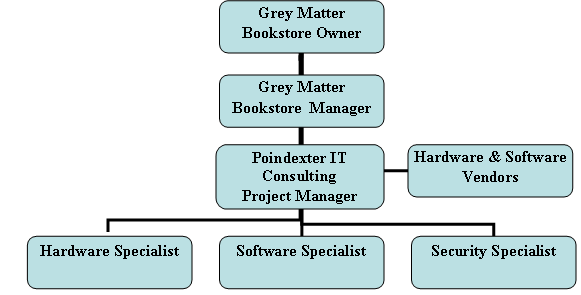 Grey Matter
Bookstore Owner
Grey Matter
Bookstore Manager
Poindexter IT
Consulting
Project Manager
Hardware & Software
Vendors
Hardware Specialist
Software Specialist
Security Specialist